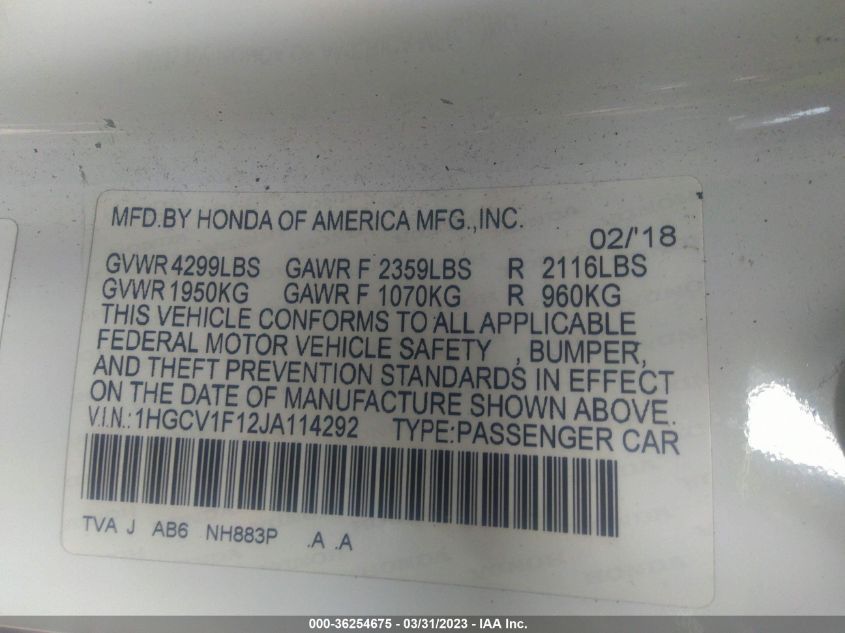 MFD.BY HONDA OF AMERICA MFG.,INC.
02/'18
GVWR 4299LBS GAWR F 2359LBS R 2116LBS
GVWR 1950KG GAWR F 1070KG R 960KG
THIS VEHICLE CONFORMS TO ALL APPLICABLE
FEDERAL MOTOR VEHICLE SAFETY , BUMPER,
AND THEFT PREVENTION STANDARDS IN EFFECT
ON THE DATE OF MANUFACTURE SHOWN ABOVE.
V.I.N.:1HGCV1F12JA114292 TYPE:PASSENGER CAR
TVA J AB6 NH883P .A .A
000-36254675 - 03/31/2023 - © IAA Inc.